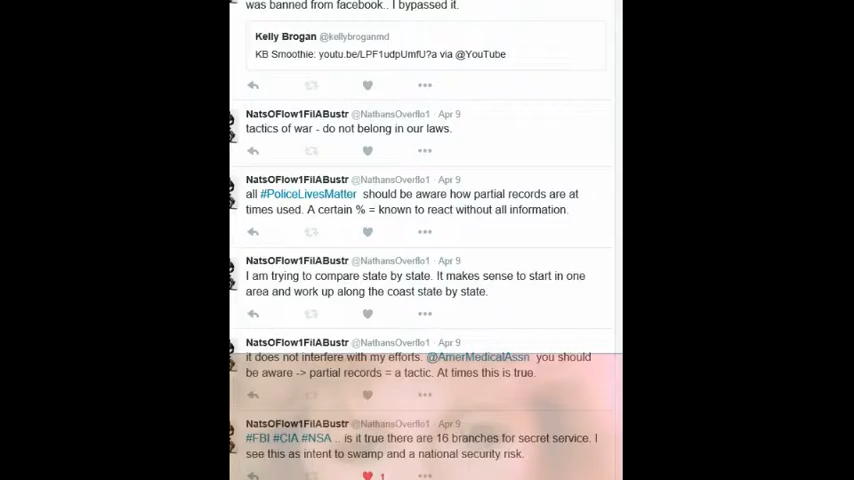 was banned from facebook.. I bypassed it.
Kelly Brogan @kellybroganmd
KB Smoothie: youtu.be/LPF1udpUmfU?a via @YouTube
NatsOFlow1FilABustr @NathansOverflo1 · Apr 9
tactics of war - do not belong in our laws.
NatsOFlow1FilABustr @NathansOverflo1 · Apr 9
all #PoliceLivesMatter should be aware how partial records are at
times used. A certain % = known to react without all information.
NatsOFlow1FilABustr @NathansOverflo1 · Apr 9
I am trying to compare state by state. It makes sense to start in one
area and work up along the coast state by state.
NatsOFlow1FilABustr @NathansOverflo1 · Apr 9
it does not interfere with my efforts. @AmerMedicalAssn you should
be aware -> partial records = a tactic. At times this is true.
NatsOFlow1FilABustr @NathansOverflo1 · Apr 9
#FBI #CIA #NSA .. is it true there are 16 branches for secret service. I
see this as intent to swamp and a national security risk.
1